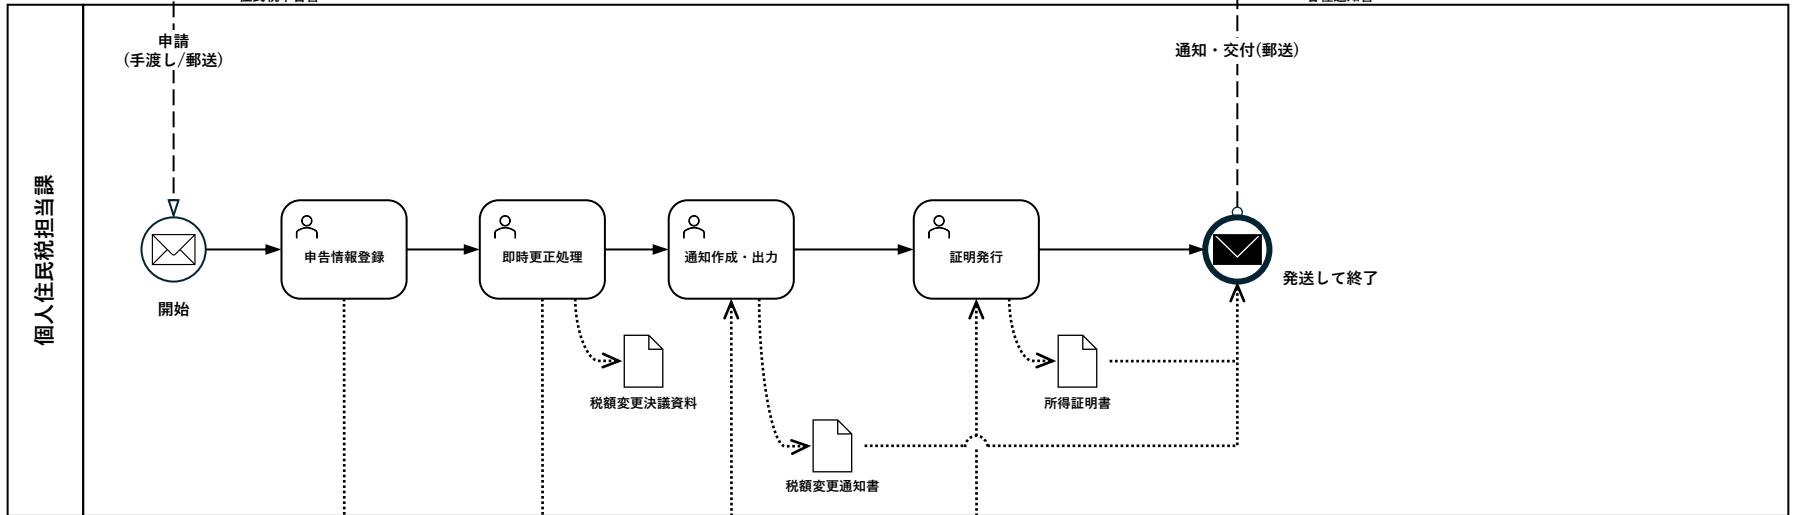 申請
(手渡し/郵送)
通知・交付(郵送)
個人住民税担当課
申告情報登録
即時更正処理
通知作成・出力
証明発行
開始
発送して終了
税額変更決議資料
所得証明書
税額変更通知書